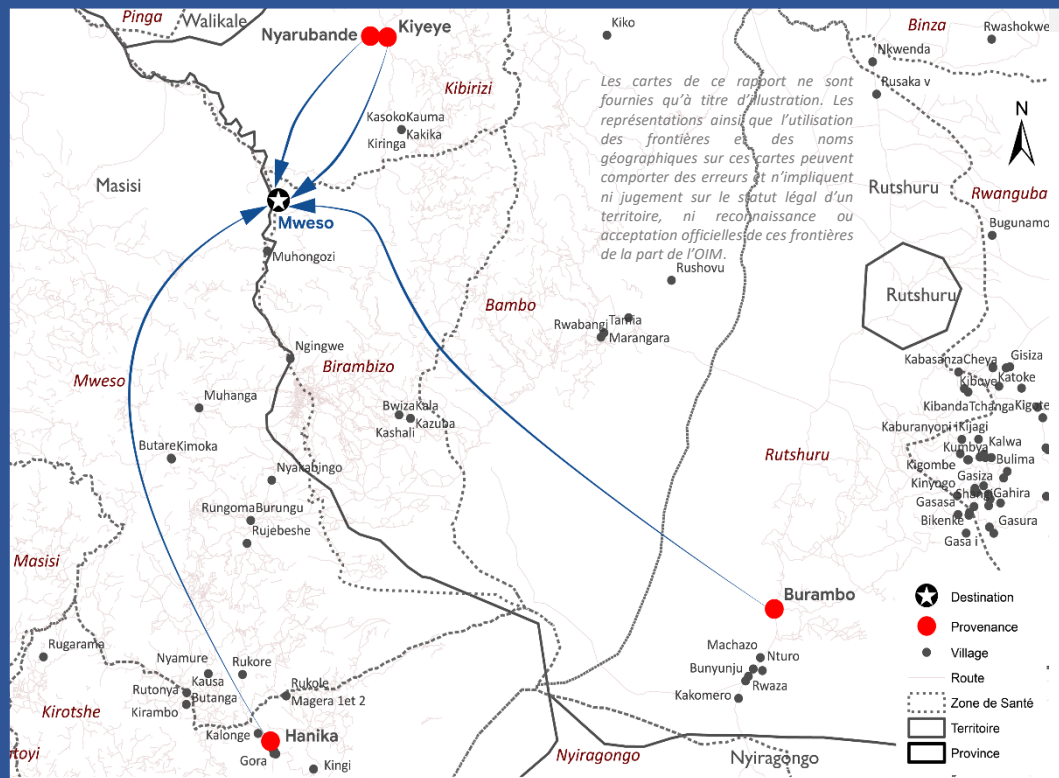 Pinga
Walikale
Nyarubande
Kiyeye
Kiko
Binza
Rwashokwe
Nkwenda
Rusaka v
Kibirizi
Les cartes de ce rapport ne sont
fournies qu'à titre d'illustration. Les
représentations ainsi que l'utilisation
des frontières et des noms
géographiques sur ces cartes peuvent
comporter des erreurs et n'impliquent
ni jugement sur le statut légal d'un
territoire, ni reconnaissance ou
acceptation officielles de ces frontières
de la part de l'OIM.
N
KasokoKauma
Kakika
Kiringa
Masisi
Rutshuru
Rwanguba
Mweso
Bugunamo
Muhongozi
Rushovu
Rutshuru
Bambo
Rwabangi
Marangara
Ngingwe
Birambizo
Mweso
KabasanzaCheya
Gisiza
Kiboye
Katoke
Muhanga
BwizaKala
Kazuba
Kashali
KibandaTchanga
Kigote
Kaburanyoni
Kijagi
ButareKimoka
Rutshuru
Kumbya
Kalwa
Kigombe
Bulima
Nyakabingo
Kinyogo
Gasiza
Gahira
Gasasa
RungomaBurungu
Rujebeshe
Bikenke
Gasura
Gasa i
Masisi
Burambo
Destination
Provenance
Village
Route
Zone de Santé
Territoire
Province
Machazo
Nturo
Bunyunju
Rwaza
Kakomero
Rugarama
Nyamure
Rukore
Kausa
Rutonya
Butanga
Kirambo
Rukole
Magera 1et 2
Kirotshe
Kalonge
Hanika
Gora
Kingi
Nyiragongo
Nyiragongo